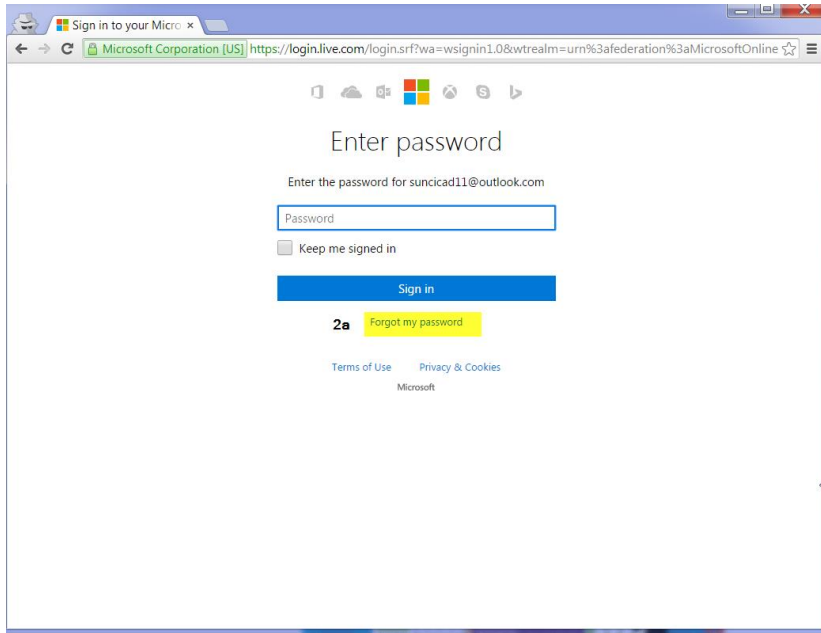 Sign in to your Micro
Microsoft Corporation [US] https://login.live.com/login.srf?wa=wsignin1.0&wtrealm=urn%3afederation%3aMicrosoftOnline
Enter password
Enter the password for suncicad11@outlook.com
Password
Keep me signed in
Sign in
2a Forgot my password
Terms of Use Privacy & Cookies
Microsoft